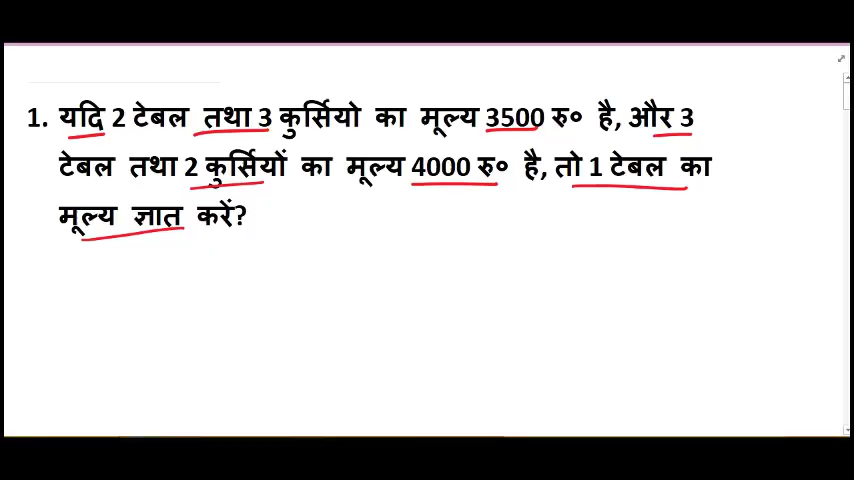 1. यदि 2 टेबल तथा 3 कुर्सियो का मूल्य 3500 रु० है, और 3
टेबल तथा 2 कुर्सियों का मूल्य 4000 रु० है, तो 1 टेबल का
मूल्य ज्ञात करें?